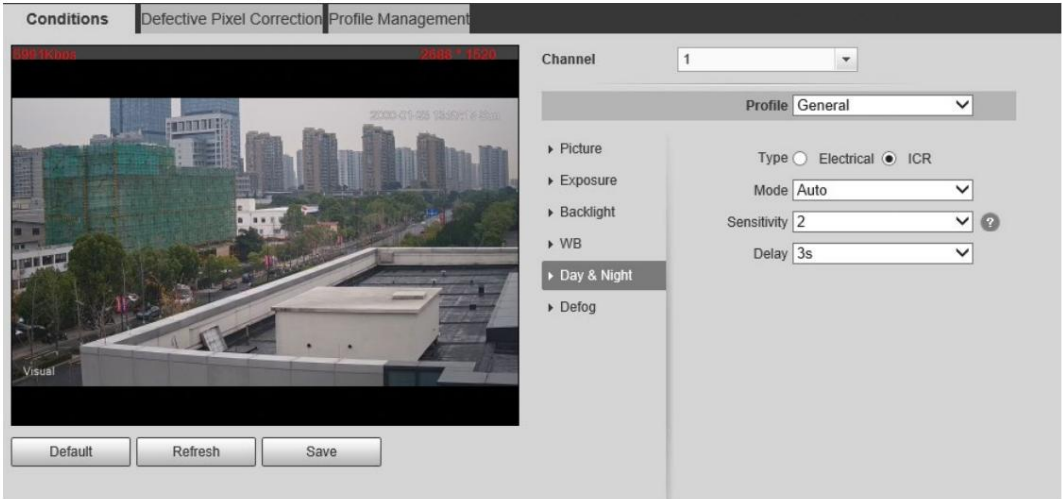 Conditions
Defective Pixel Correction
Profile Management
5991Kbps
2688 * 1520
Visual
Default
Refresh
Save
Channel
1
Profile
General
Picture
Exposure
Backlight
WB
Day & Night
Defog
Type
Electrical
ICR
Mode
Auto
Sensitivity
2
?
Delay
3s